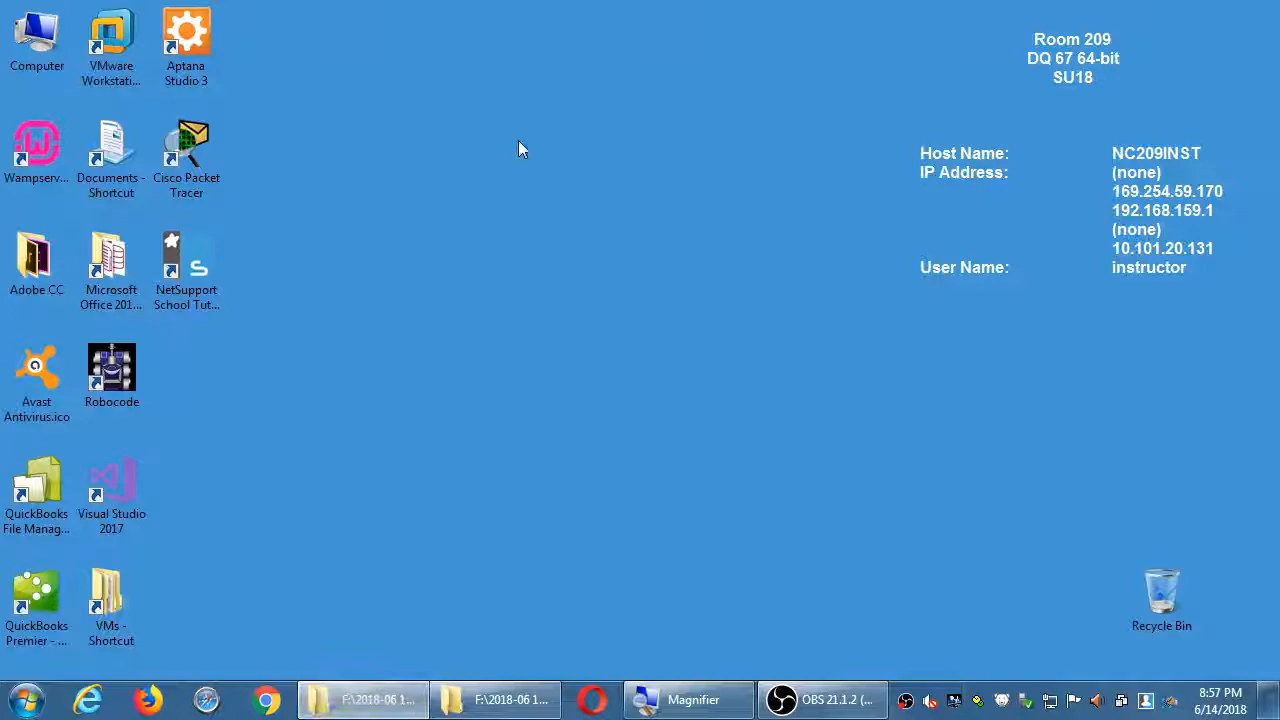 Computer
VMware
Workstati...
Aptana
Studio 3
Wampserv...
Documents -
Shortcut
Cisco Packet
Tracer
Adobe CC
Microsoft
Office 201...
NetSupport
School Tut...
Avast
Antivirus.ico
Robocode
QuickBooks
File Manag...
Visual Studio
2017
QuickBooks
Premier - ...
VMs -
Shortcut
Room 209
DQ 67 64-bit
SU18
Host Name: NC209INST
IP Address: (none)
169.254.59.170
192.168.159.1
(none)
10.101.20.131
User Name: instructor
Recycle Bin
F:\2018-06 1...
F:\2018-06 1...
Magnifier
OBS 21.1.2 (...
8:57 PM
6/14/2018